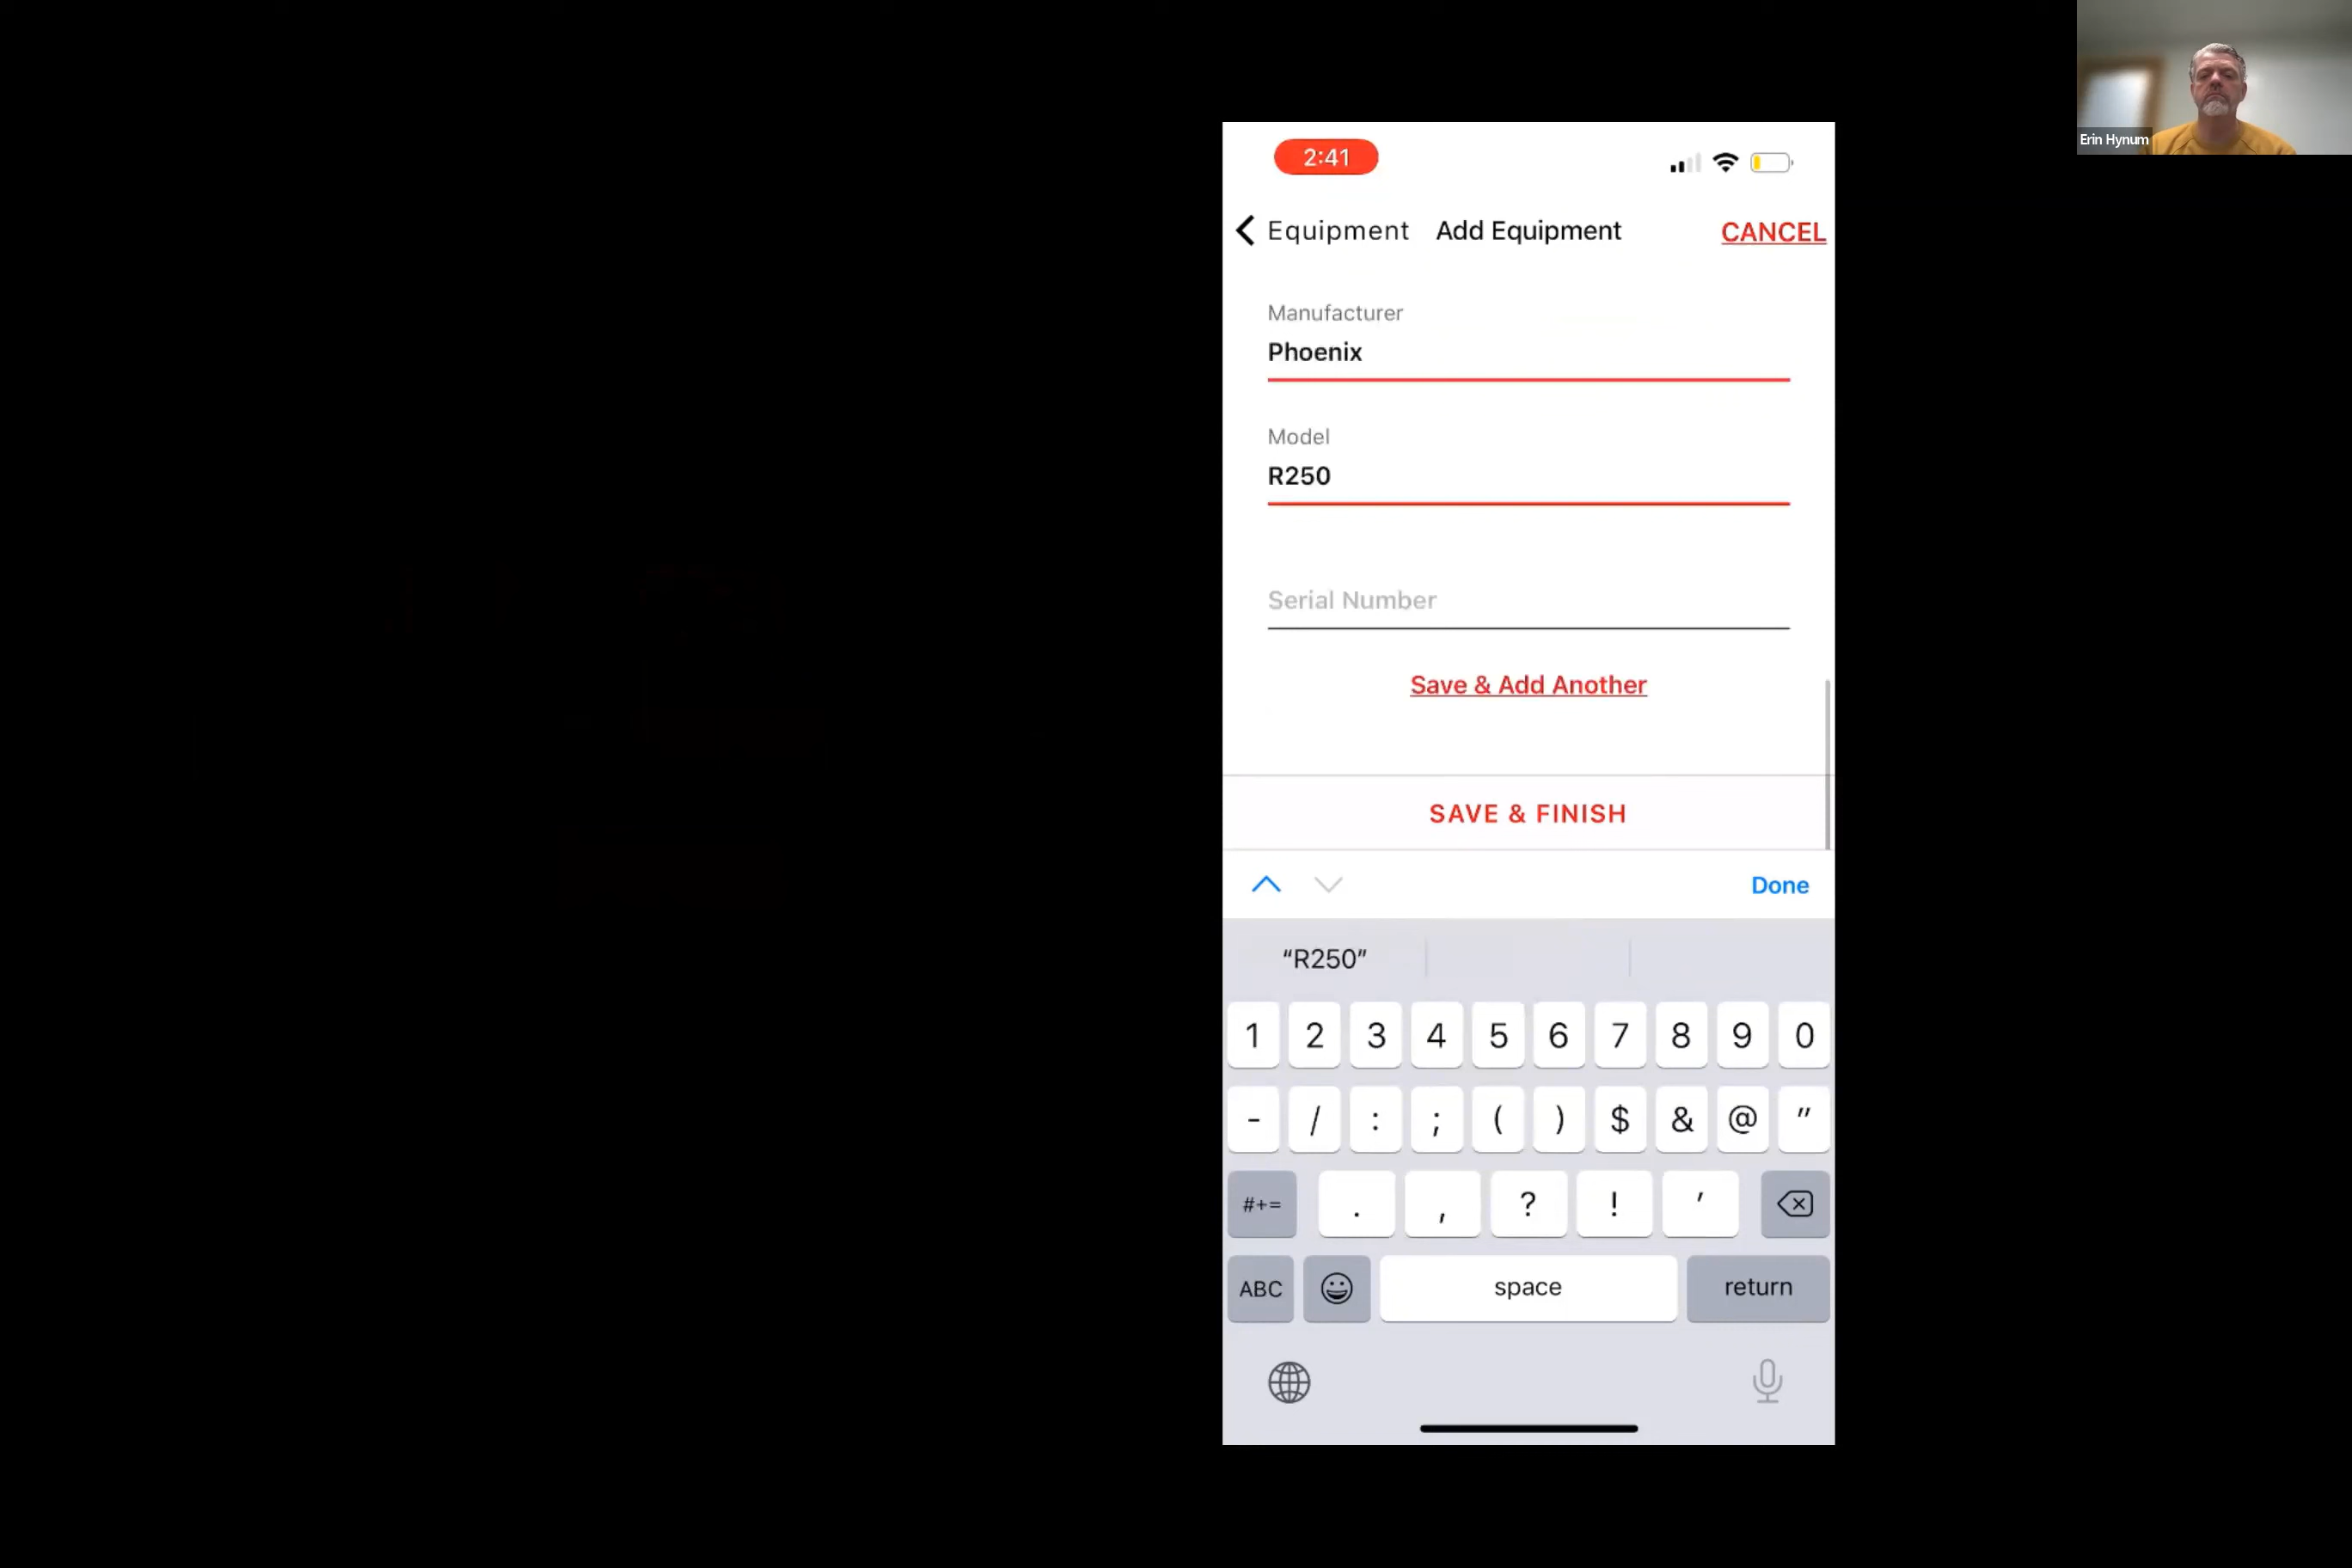 Erin Hynum
2:41
Equipment Add Equipment CANCEL
Manufacturer
Phoenix
Model
R250
Serial Number
Save & Add Another
SAVE & FINISH
Done
“R250”
1 2 3 4 5 6 7 8 9 0
- / : ; ( ) $ & @ "
#+= . , ? ! '
ABC space return